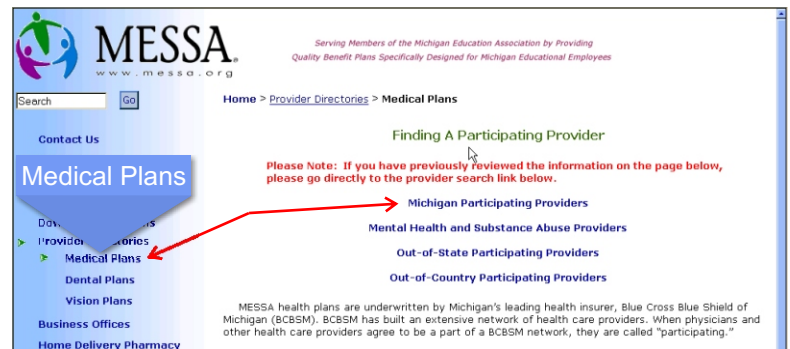 MESSA.
www.messa.org
Serving Members of the Michigan Education Association by Providing
Quality Benefit Plans Specifically Designed for Michigan Educational Employees
Search
Go
Home > Provider Directories > Medical Plans
Contact Us
Medical Plans
Medical Plans
Dental Plans
Vision Plans
Business Offices
Home Delivery Pharmacy
Finding A Participating Provider
Please Note: If you have previously reviewed the information on the page below,
please go directly to the provider search link below.
Michigan Participating Providers
Mental Health and Substance Abuse Providers
Out-of-State Participating Providers
Out-of-Country Participating Providers
MESSA health plans are underwritten by Michigan's leading health insurer, Blue Cross Blue Shield of
Michigan (BCBSM). BCBSM has built an extensive network of health care providers. When physicians and
other health care providers agree to be a part of a BCBSM network, they are called "participating."